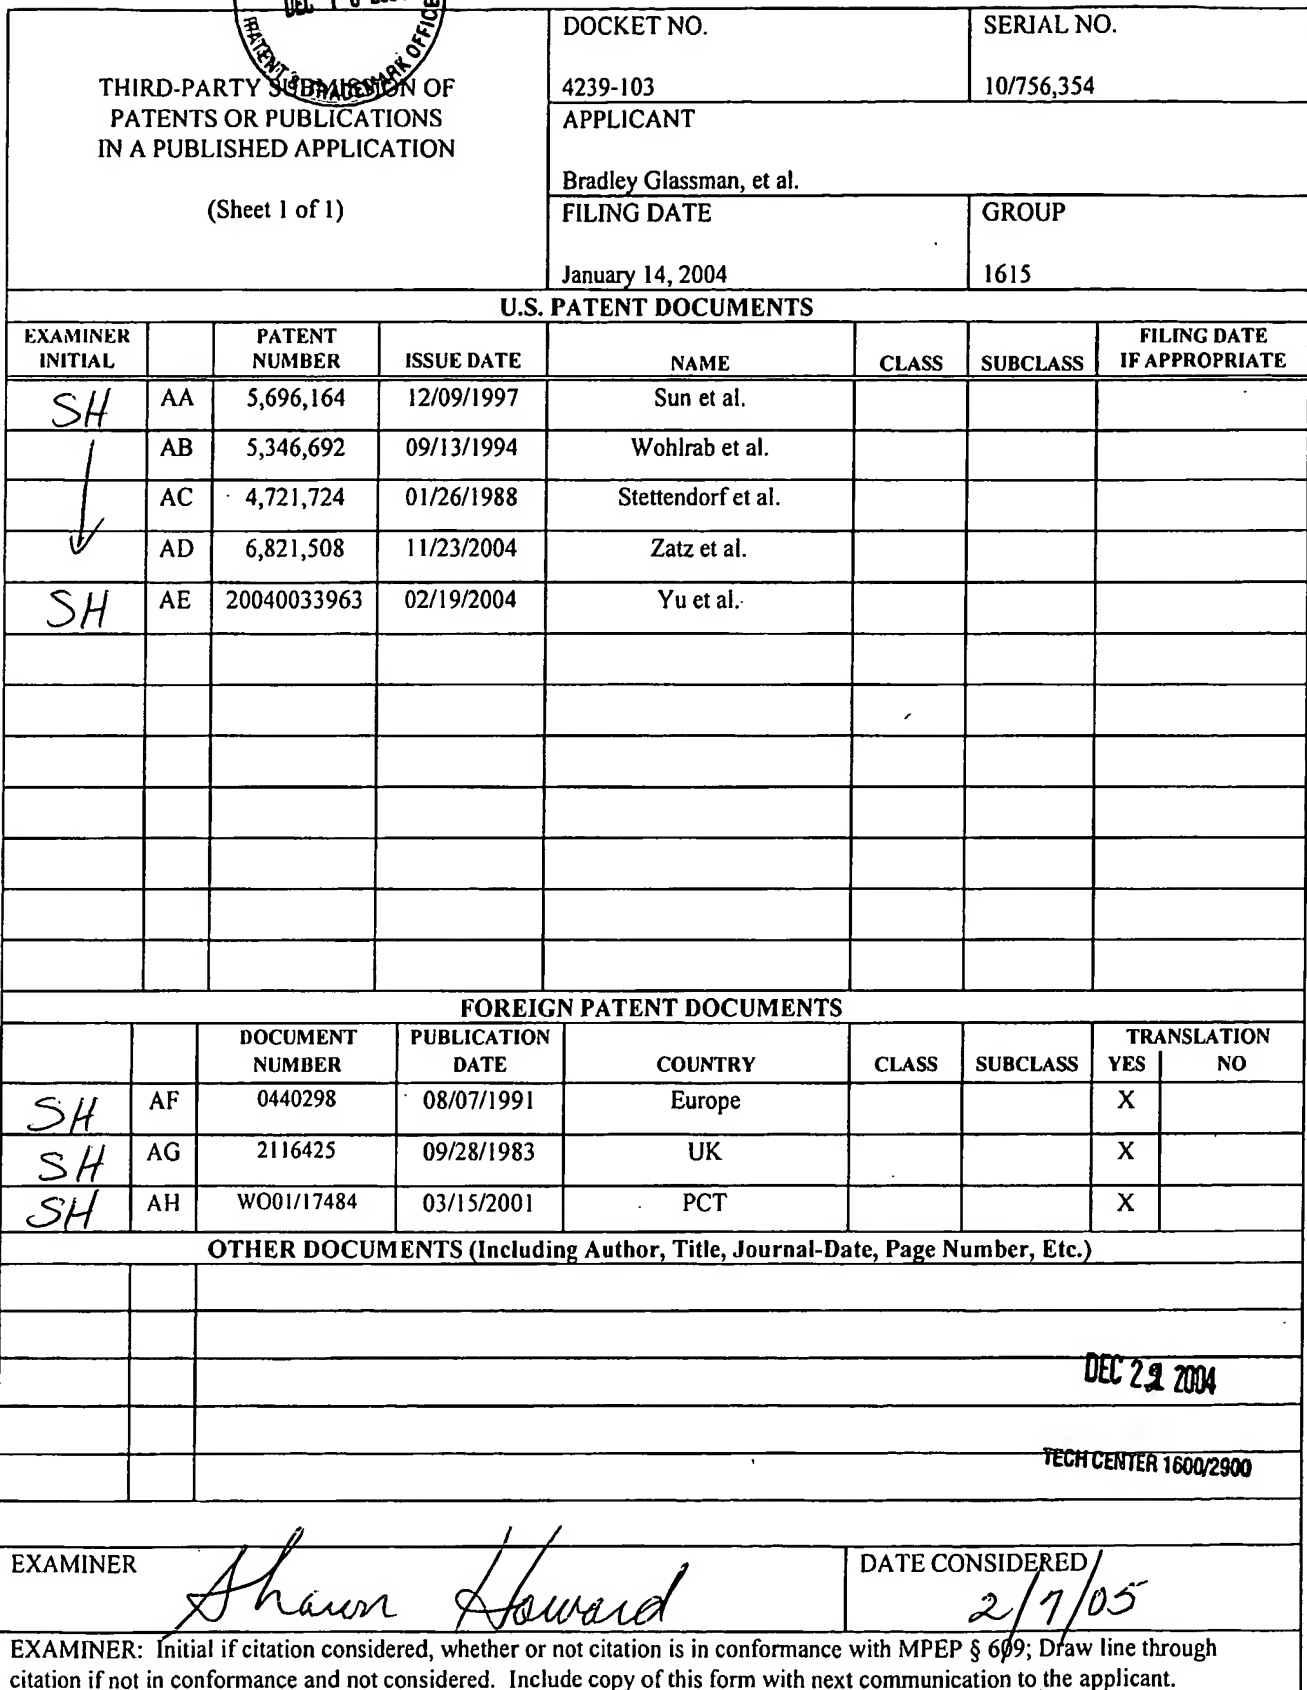 DEC
PATENT & TRADEMARK OFFICE
THIRD-PARTY SUBMISSION OF
PATENTS OR PUBLICATIONS
IN A PUBLISHED APPLICATION
(Sheet 1 of 1)
DOCKET NO.
4239-103
SERIAL NO.
10/756,354
APPLICANT
Bradley Glassman, et al.
FILING DATE
January 14, 2004
GROUP
1615
U.S. PATENT DOCUMENTS
EXAMINER INITIAL PATENT NUMBER ISSUE DATE NAME CLASS SUBCLASS FILING DATE IF APPROPRIATE
SH AA 5,696,164 12/09/1997 Sun et al.
AB 5,346,692 09/13/1994 Wohlrab et al.
AC 4,721,724 01/26/1988 Stettendorf et al.
AD 6,821,508 11/23/2004 Zatz et al.
SH AE 20040033963 02/19/2004 Yu et al.
FOREIGN PATENT DOCUMENTS
DOCUMENT NUMBER PUBLICATION DATE COUNTRY CLASS SUBCLASS TRANSLATION YES NO
SH AF 0440298 08/07/1991 Europe X
SH AG 2116425 09/28/1983 UK X
SH AH WO01/17484 03/15/2001 PCT X
OTHER DOCUMENTS (Including Author, Title, Journal-Date, Page Number, Etc.)
DEC 2 2004
TECH CENTER 1600/2900
EXAMINER Shawn Howard
DATE CONSIDERED 2/7/05
EXAMINER: Initial if citation considered, whether or not citation is in conformance with MPEP § 609; Draw line through
citation if not in conformance and not considered. Include copy of this form with next communication to the applicant.